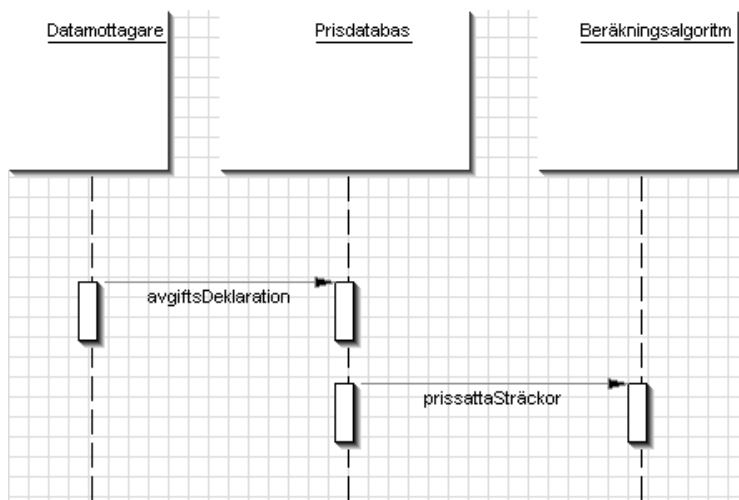 Datamottagare
Prisdatabas
Beräkningsalgoritm
avgiftsDeklaration
prissattaSträckor